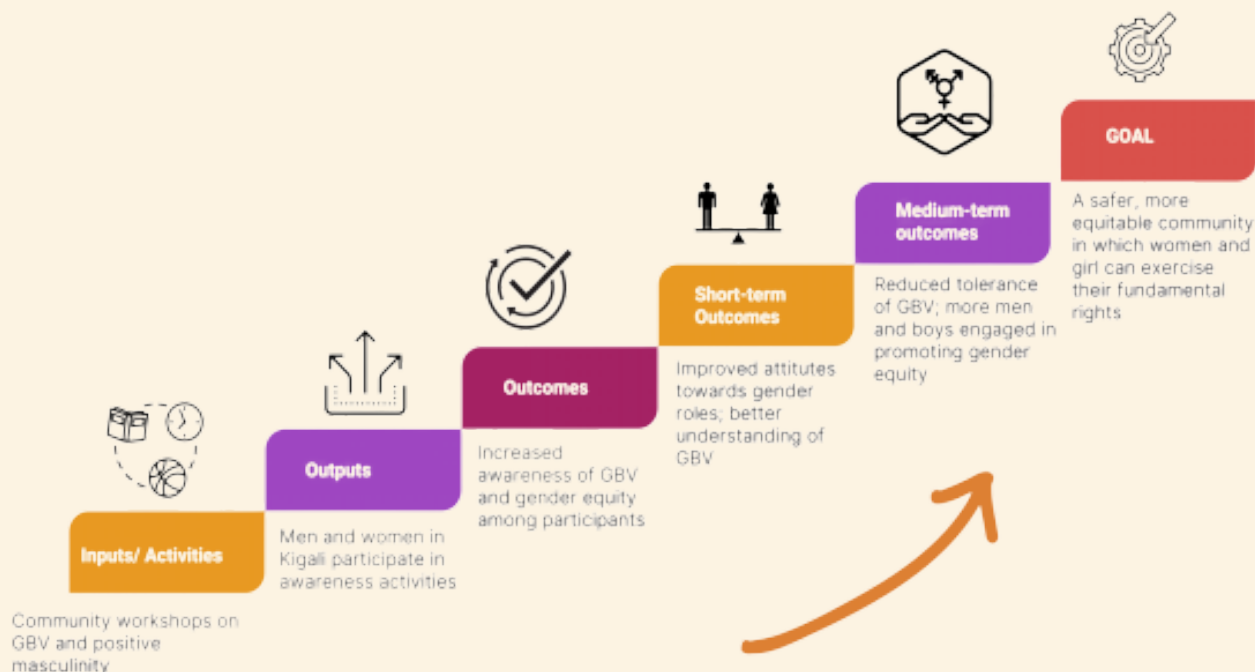 Inputs/ Activities
Community workshops on
GBV and positive
masculinity
Outputs
Men and women in
Kigali participate in
awareness activities
Outcomes
Increased
awareness of GBV
and gender equity
among participants
Short-term
Outcomes
Improved attitutes
towards gender
roles; better
understanding of
GBV
Medium-term
outcomes
Reduced tolerance
of GBV; more men
and boys engaged in
promoting gender
equity
GOAL
A safer, more
equitable community
in which women and
girl can exercise
their fundamental
rights